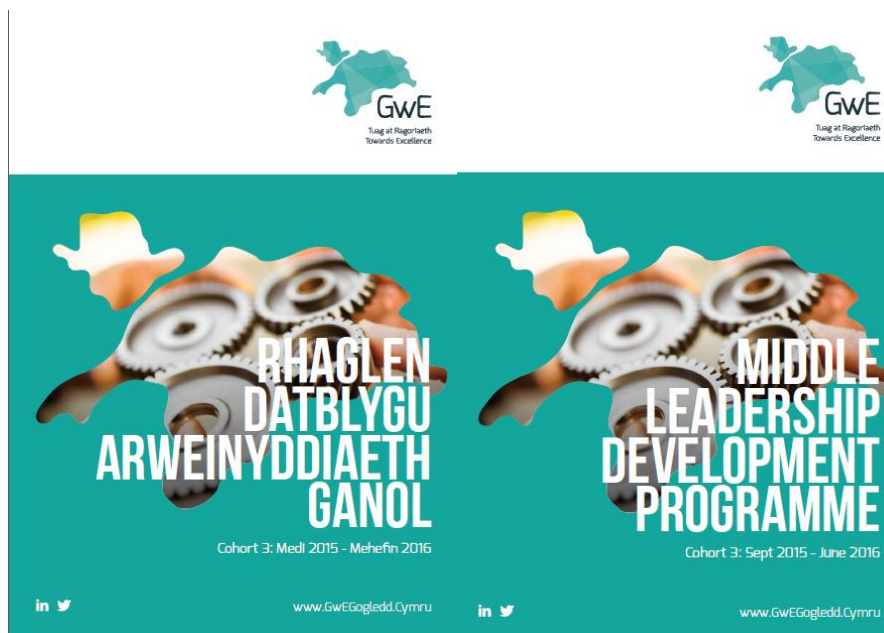 GwE
Tuag at Ragoriaeth
Towards Excellence
RHAGLEN
DATBLYGU
ARWEINYDDIAETH
GANOL
Cohort 3: Medi 2015 - Mehefin 2016
in
www.GwEGogledd.Cymru
GwE
Tuag at Ragoriaeth
Towards Excellence
MIDDLE
LEADERSHIP
DEVELOPMENT
PROGRAMME
Cohort 3: Sept 2015 - June 2016
in
www.GwEGogledd.Cymru